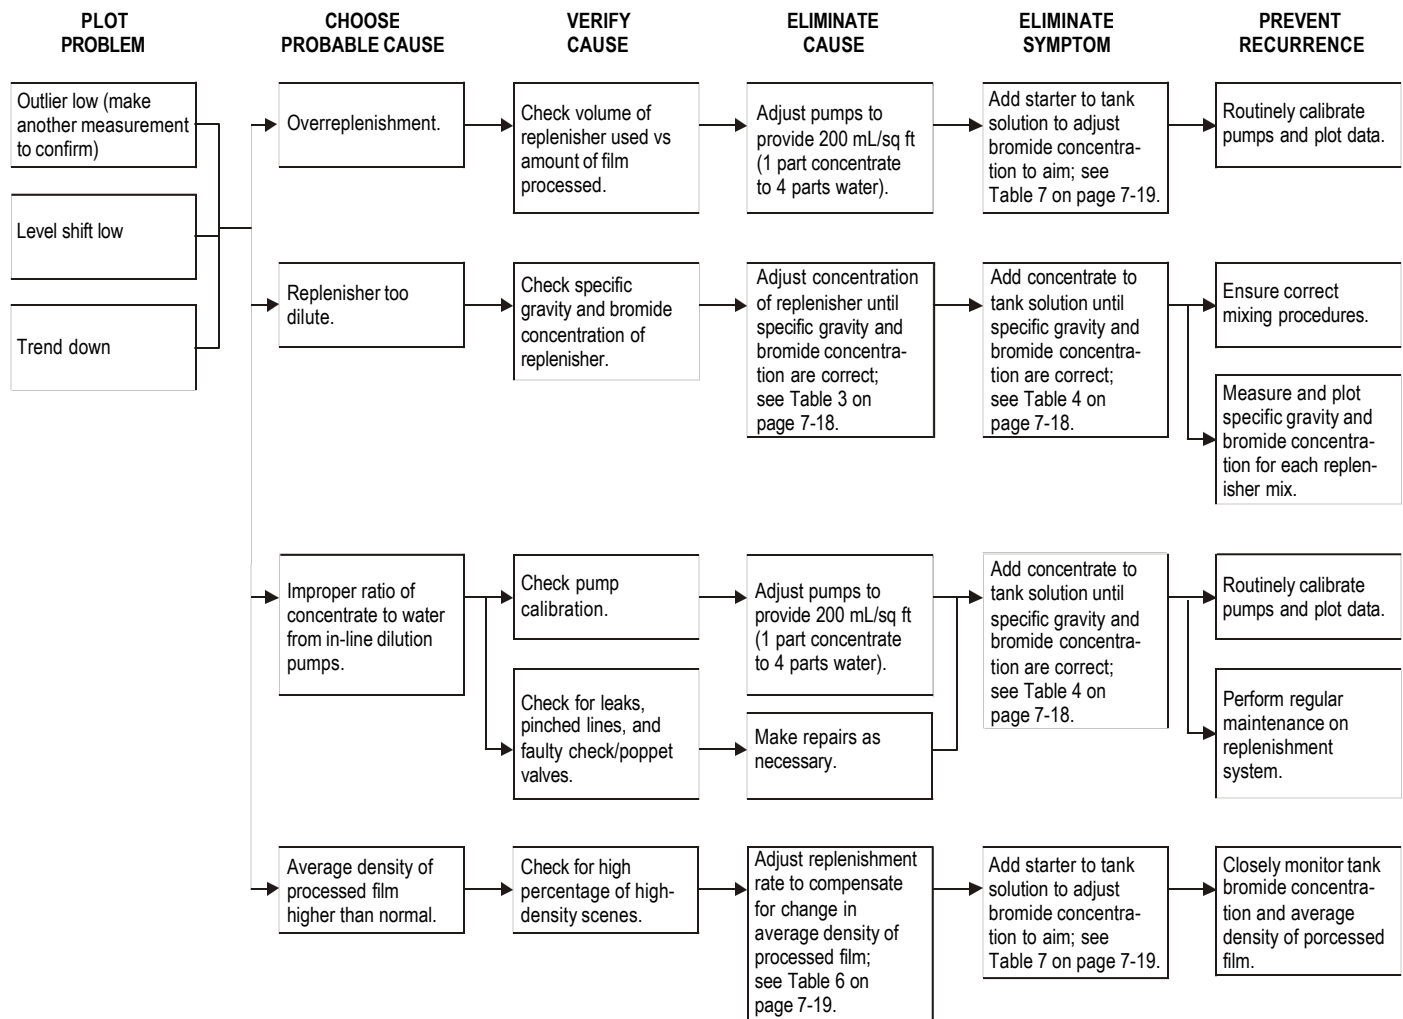 PLOT
PROBLEM
CHOOSE
PROBABLE CAUSE
VERIFY
CAUSE
ELIMINATE
CAUSE
ELIMINATE
SYMPTOM
PREVENT
RECURRENCE
Outlier low (make
another measurement
to confirm)
Level shift low
Trend down
Overreplenishment.
Check volume of
replenisher used vs
amount of film
processed.
Adjust pumps to
provide 200 mL/sq ft
(1 part concentrate
to 4 parts water).
Add starter to tank
solution to adjust
bromide concentra-
tion to aim; see
Table 7 on page 7-19.
Routinely calibrate
pumps and plot data.
Replenisher too
dilute.
Check specific
gravity and bromide
concentration of
replenisher.
Adjust concentration
of replenisher until
specific gravity and
bromide concentra-
tion are correct;
see Table 3 on
page 7-18.
Add concentrate to
tank solution until
specific gravity and
bromide concentra-
tion are correct;
see Table 4 on
page 7-18.
Ensure correct
mixing procedures.
Measure and plot
specific gravity and
bromide concentra-
tion for each replen-
isher mix.
Improper ratio of
concentrate to water
from in-line dilution
pumps.
Check pump
calibration.
Check for leaks,
pinched lines, and
faulty check/poppet
valves.
Adjust pumps to
provide 200 mL/sq ft
(1 part concentrate
to 4 parts water).
Make repairs as
necessary.
Add concentrate to
tank solution until
specific gravity and
bromide concentra-
tion are correct;
see Table 4 on
page 7-18.
Routinely calibrate
pumps and plot data.
Perform regular
maintenance on
replenishment
system.
Average density of
processed film
higher than normal.
Check for high
percentage of high-
density scenes.
Adjust replenishment
rate to compensate
for change in
average density of
processed film;
see Table 6 on
page 7-19.
Add starter to tank
solution to adjust
bromide concentra-
tion to aim; see
Table 7 on page 7-19.
Closely monitor tank
bromide concentra-
tion and average
density of porcessed
film.